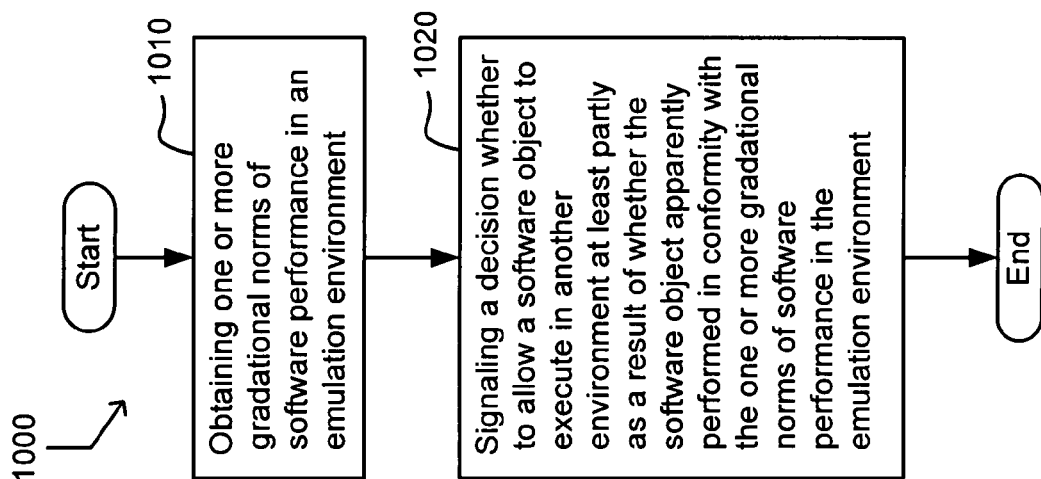 1000
Start
1010
Obtaining one or more
gradational norms of
software performance in an
emulation environment
1020
Signaling a decision whether
to allow a software object to
execute in another
environment at least partly
as a result of whether the
software object apparently
performed in conformity with
the one or more gradational
norms of software
performance in the
emulation environment
End